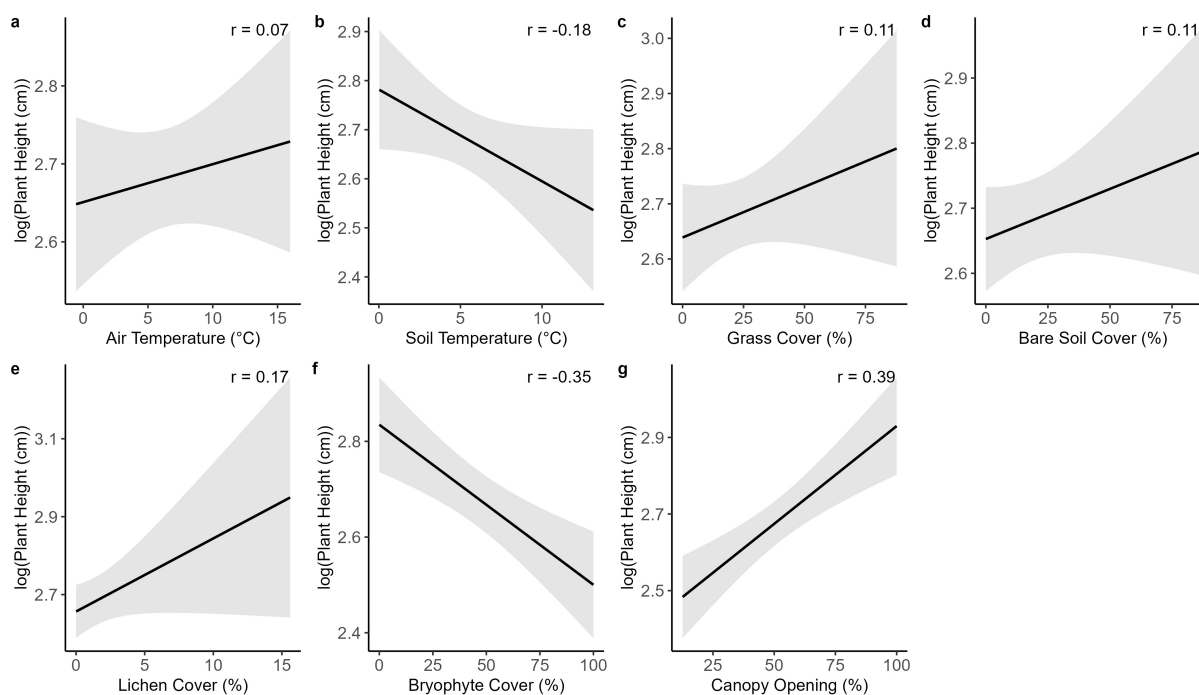 a
r = 0.07
log(Plant Height (cm))
2.8
2.7
2.6
0 5 10 15
Air Temperature (°C)
b
r = -0.18
log(Plant Height (cm))
2.9
2.8
2.7
2.6
2.5
2.4
0 5 10
Soil Temperature (°C)
c
r = 0.11
log(Plant Height (cm))
3.0
2.9
2.8
2.7
2.6
0 25 50 75
Grass Cover (%)
d
r = 0.11
log(Plant Height (cm))
2.9
2.8
2.7
2.6
0 25 50 75
Bare Soil Cover (%)
e
r = 0.17
log(Plant Height (cm))
3.1
2.9
2.7
0 5 10 15
Lichen Cover (%)
f
r = -0.35
log(Plant Height (cm))
2.8
2.6
2.4
0 25 50 75 100
Bryophyte Cover (%)
g
r = 0.39
log(Plant Height (cm))
2.9
2.7
2.5
25 50 75 100
Canopy Opening (%)